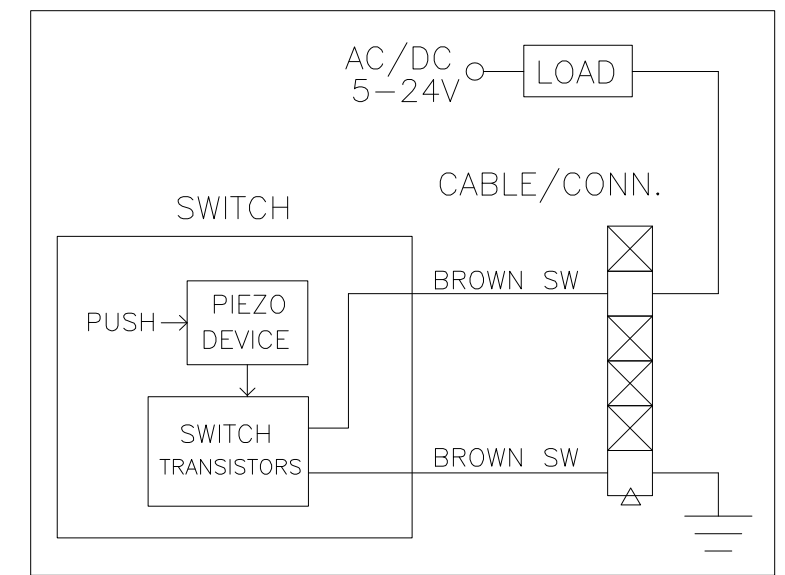 AC/DC
5-24V
LOAD
CABLE/CONN.
SWITCH
BROWN SW
PIEZO
DEVICE
PUSH
SWITCH
TRANSISTORS
BROWN SW